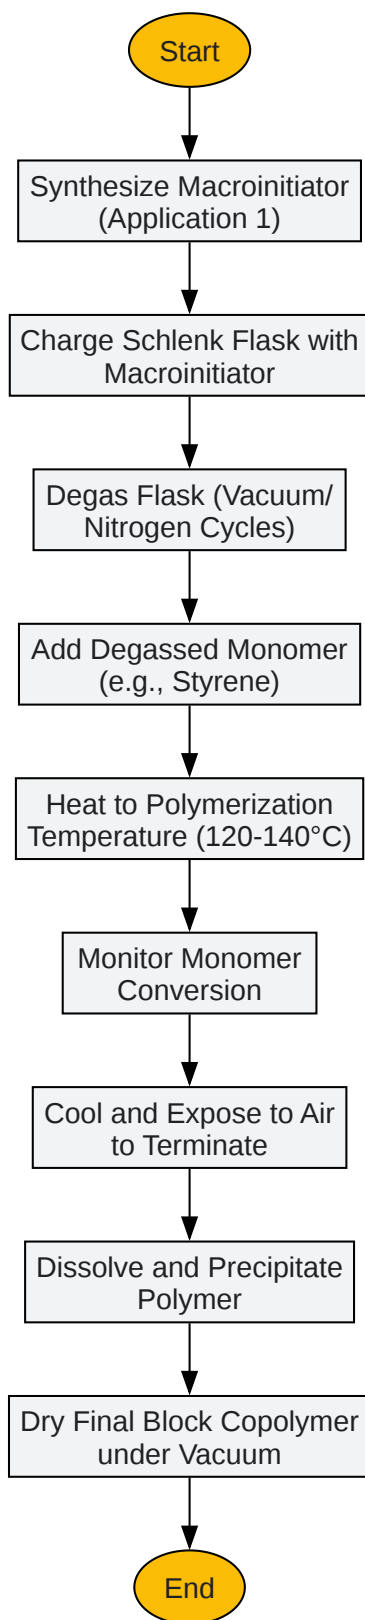 Start
Synthesize Macroinitiator
(Application 1)
Charge Schlenk Flask with
Macroinitiator
Degas Flask (Vacuum/
Nitrogen Cycles)
Add Degassed Monomer
(e.g., Styrene)
Heat to Polymerization
Temperature (120-140°C)
Monitor Monomer
Conversion
Cool and Expose to Air
to Terminate
Dissolve and Precipitate
Polymer
Dry Final Block Copolymer
under Vacuum
End